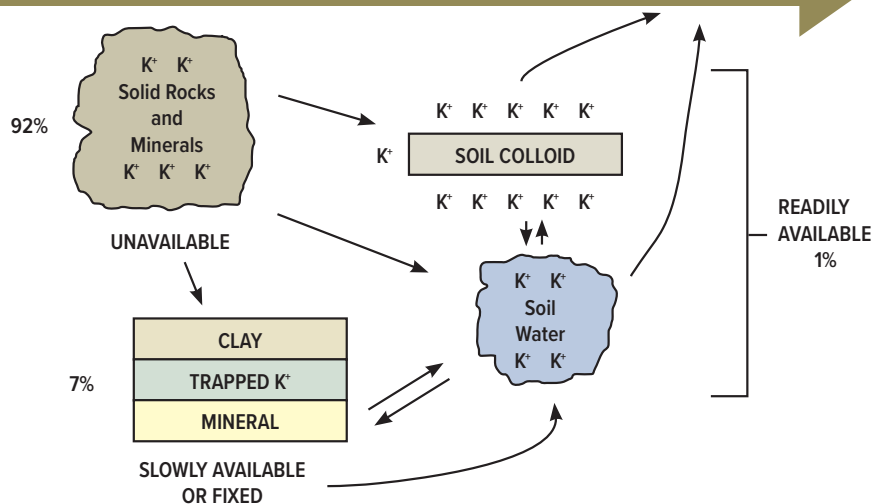 K⁺ K⁺
Solid Rocks
and
Minerals
K⁺ K⁺ K⁺
92%
UNAVAILABLE
K⁺ K⁺ K⁺ K⁺ K⁺
K⁺ SOIL COLLOID
K⁺ K⁺ K⁺ K⁺ K⁺
K⁺ K⁺
Soil
Water
K⁺ K⁺
READILY
AVAILABLE
1%
CLAY
7% TRAPPED K⁺
MINERAL
SLOWLY AVAILABLE
OR FIXED